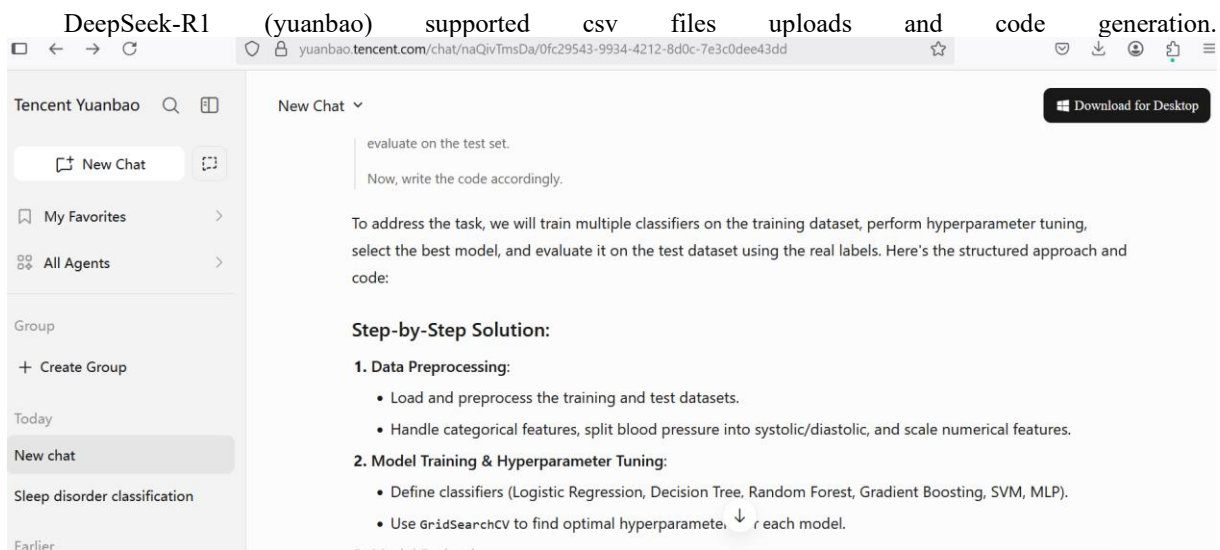 DeepSeek-R1 (yuanbao) supported csv files uploads and code generation.
yuanbao.tencent.com/chat/naQivTmsDa/0fc29543-9934-4212-8d0c-7e3c0dee43dd
Tencent Yuanbao
New Chat
Download for Desktop
New Chat
My Favorites
All Agents
Group
+ Create Group
Today
New chat
Sleep disorder classification
Earlier
evaluate on the test set.
Now, write the code accordingly.
To address the task, we will train multiple classifiers on the training dataset, perform hyperparameter tuning,
select the best model, and evaluate it on the test dataset using the real labels. Here's the structured approach and
code:
Step-by-Step Solution:
1. Data Preprocessing:
• Load and preprocess the training and test datasets.
• Handle categorical features, split blood pressure into systolic/diastolic, and scale numerical features.
2. Model Training & Hyperparameter Tuning:
• Define classifiers (Logistic Regression, Decision Tree, Random Forest, Gradient Boosting, SVM, MLP).
• Use GridSearchCV to find optimal each model.